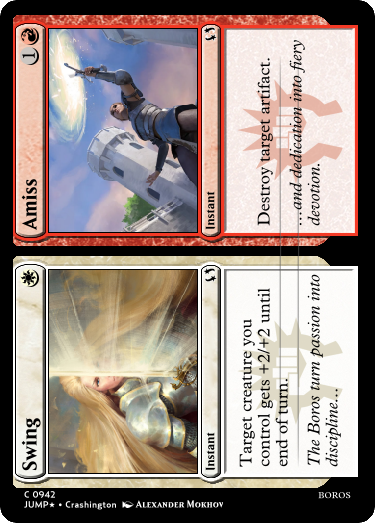 Swing
Instant
Target creature you
control gets +2/+2 until
end of turn.
The Boros turn passion into
discipline...
Amiss
1
Instant
Destroy target artifact.
...and dedication into fiery
devotion.
C 0942
JUMP★ • Crashington ALEXANDER MOKHOV
BOROS